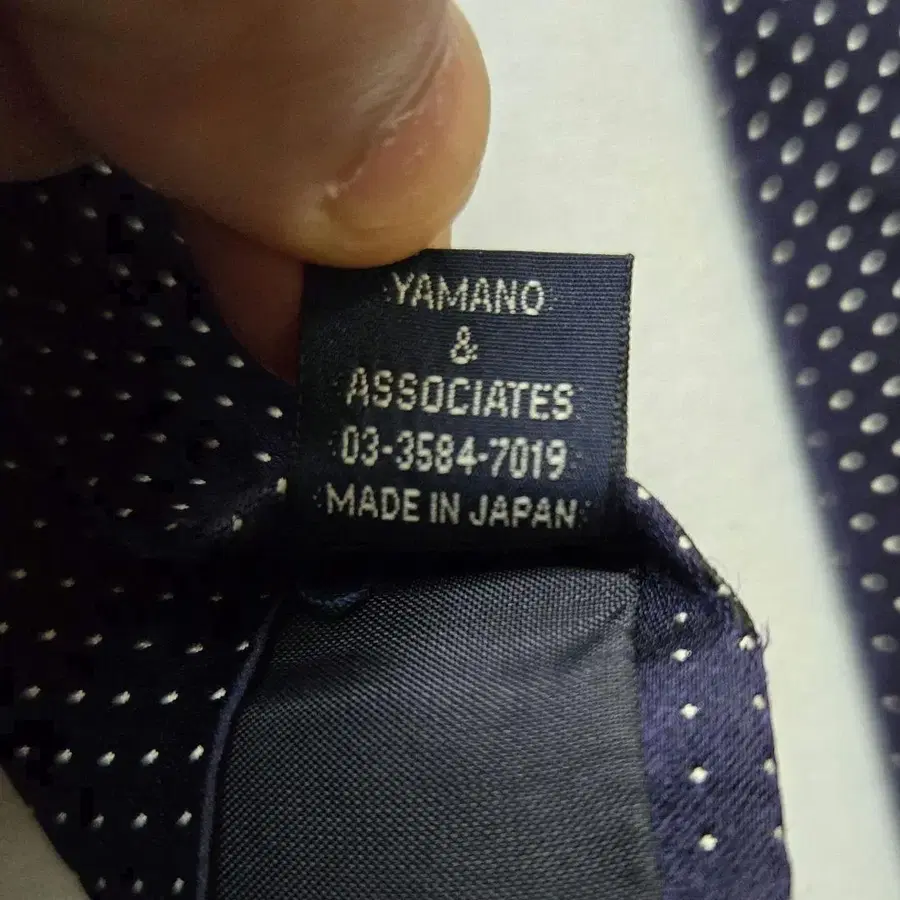 YAMANO
&
ASSOCIATES
03-3584-7019
MADE IN JAPAN